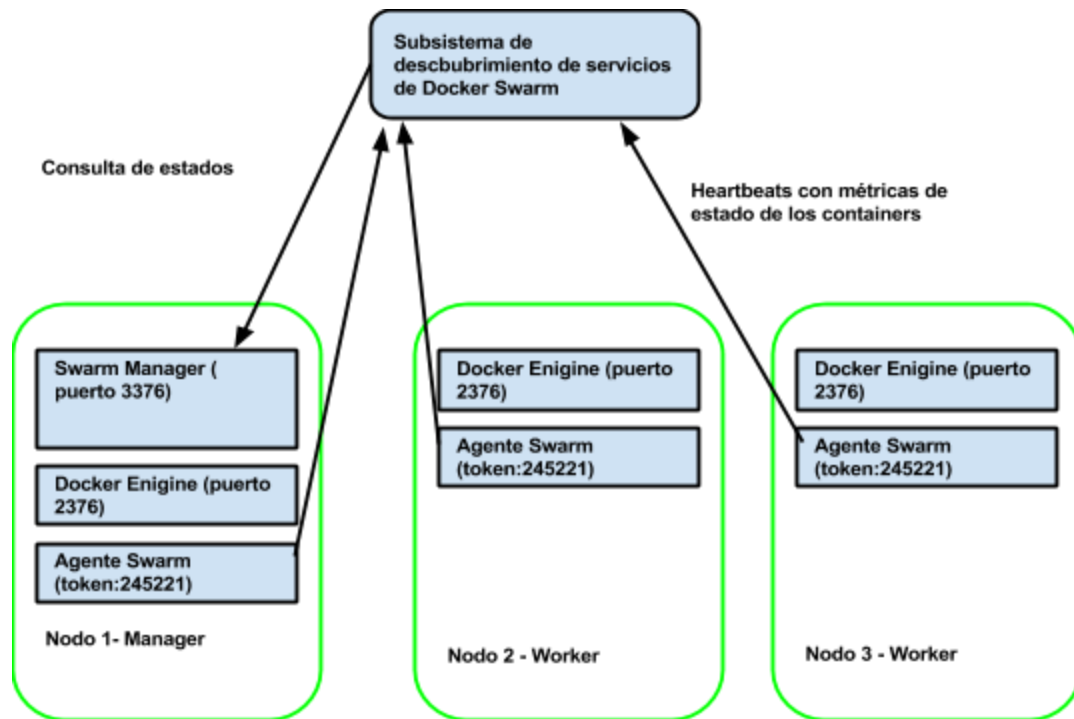 Subsistema de
descbubrimiento de servicios
de Docker Swarm
Consulta de estados
Heartbeats con métricas de
estado de los containers
Swarm Manager (
puerto 3376)
Docker Enigine (puerto
2376)
Agente Swarm
(token:245221)
Nodo 1- Manager
Docker Enigine (puerto
2376)
Agente Swarm
(token:245221)
Nodo 2 - Worker
Docker Enigine (puerto
2376)
Agente Swarm
(token:245221)
Nodo 3 - Worker